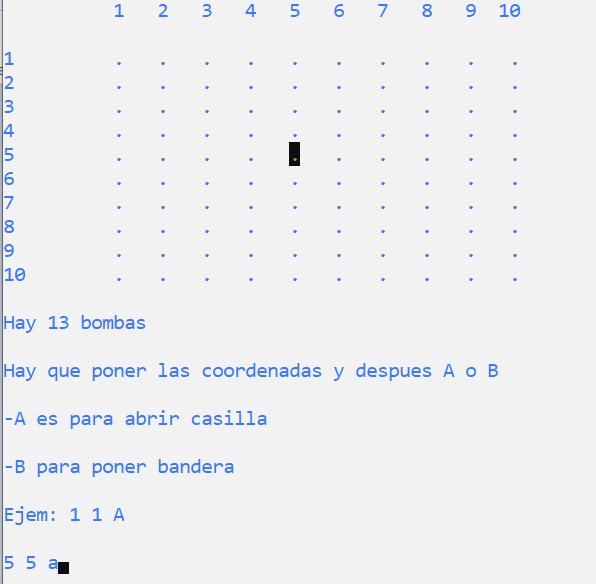 1 2 3 4 5 6 7 8 9 10
1 . . . . . . . . . .
2 . . . . . . . . . .
3 . . . . . . . . . .
4 . . . . . . . . . .
5 . . . . . . . . . .
6 . . . . . . . . . .
7 . . . . . . . . . .
8 . . . . . . . . . .
9 . . . . . . . . . .
10 . . . . . . . . . .
Hay 13 bombas
Hay que poner las coordenadas y despues A o B
-A es para abrir casilla
-B para poner bandera
Ejem: 1 1 A
5 5 a